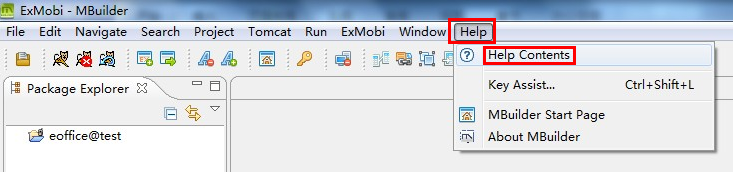 ExMobi - MBuilder
File Edit Navigate Search Project Tomcat Run ExMobi Window Help
Help Contents
Key Assist... Ctrl+Shift+L
MBuilder Start Page
About MBuilder
Package Explorer
eoffice@test